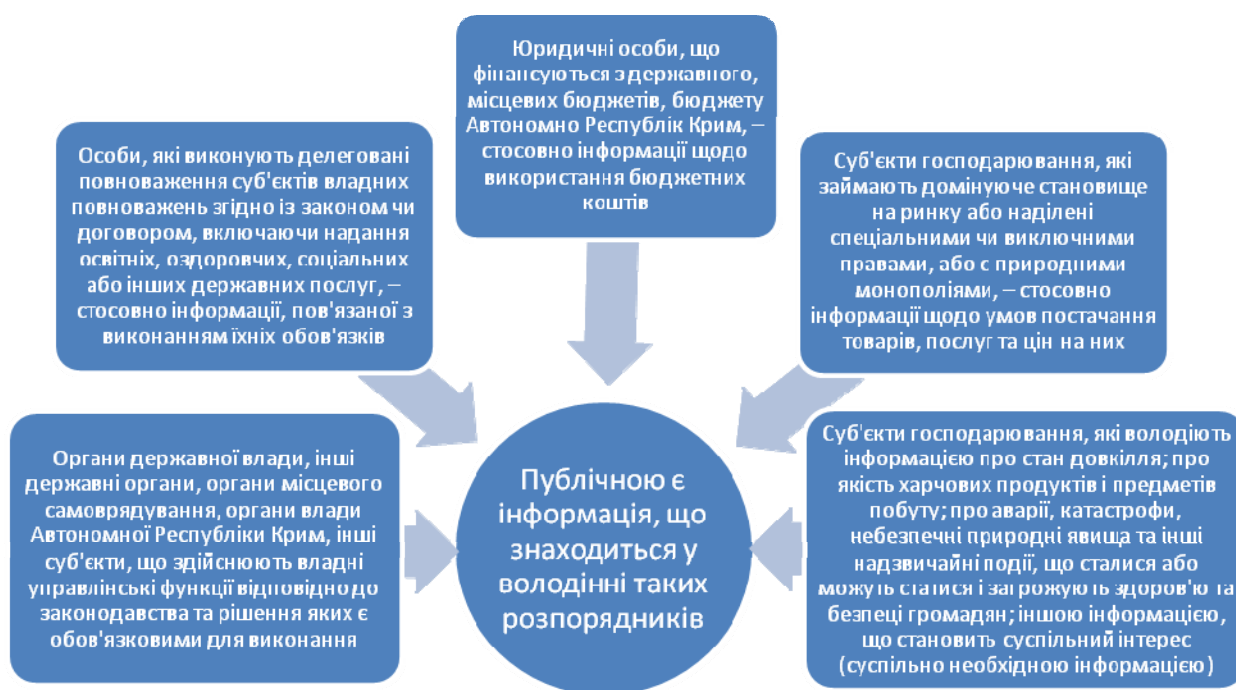 Юридичні особи, що
фінансуються з державного,
місцевих бюджетів, бюджету
Автономно Республік Крим, –
стосовно інформації щодо
використання бюджетних
коштів
Особи, які виконують делеговані
повноваження суб'єктів владних
повноважень згідно із законом чи
договором, включаючи надання
освітніх, оздоровчих, соціальних
або інших державних послуг, –
стосовно інформації, пов'язаної з
виконанням їхніх обов'язків
Суб'єкти господарювання, які
займають домінуюче становище
на ринку або наділені
спеціальними чи виключними
правами, або є природними
монополіями, – стосовно
інформації щодо умов постачання
товарів, послуг та цін на них
Органи державної влади, інші
державні органи, органи місцевого
самоврядування, органи влади
Автономної Республіки Крим, інші
суб'єкти, що здійснюють владні
управлінські функції відповідно до
законодавства та рішення яких є
обов'язковими для виконання
Публічною є
інформація, що
знаходиться у
володінні таких
розпорядників
Суб'єкти господарювання, які володіють
інформацією про стан довкілля; про
якість харчових продуктів і предметів
побуту; про аварії, катастрофи,
небезпечні природні явища та інші
надзвичайні події, що сталися або
можуть статися і загрожують здоров'ю та
безпеці громадян; іншою інформацією,
що становить суспільний інтерес
(суспільно необхідною інформацією)